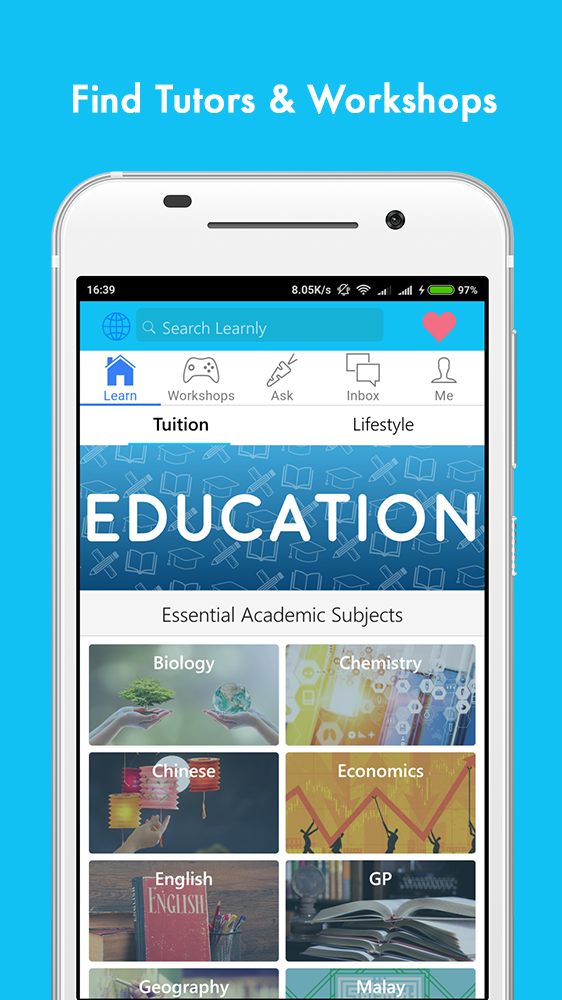 Find Tutors & Workshops
16:39 8.05K/s 97%
Search Learnly
Learn Workshops Ask Inbox Me
Tuition Lifestyle
EDUCATION
Essential Academic Subjects
Biology Chemistry
Chinese Economics
English GP
ENGLISH
Geography Malay